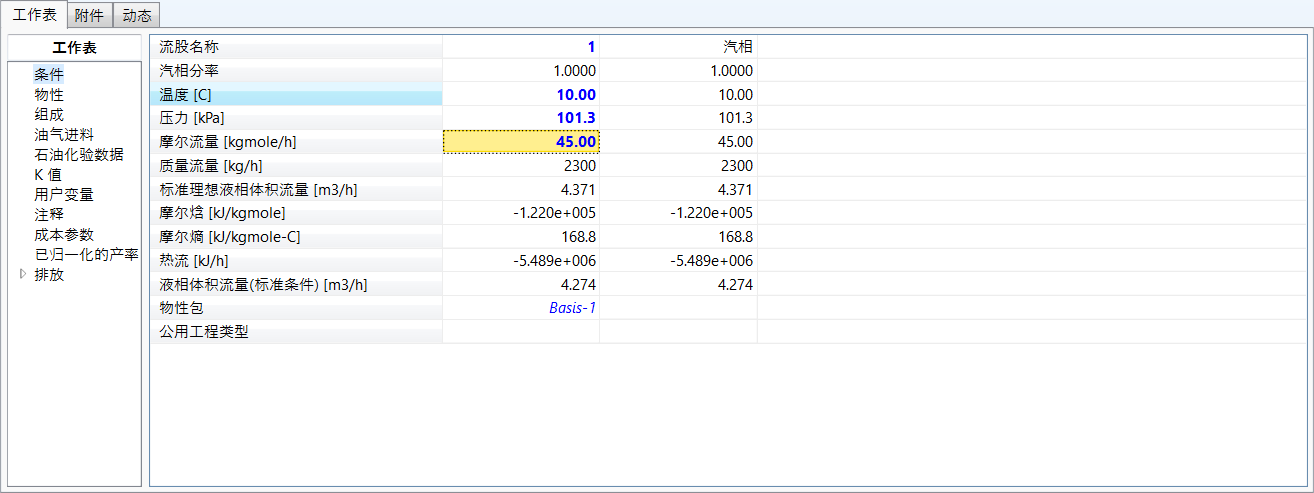 工作表 附件 动态
工作表
条件
物性
组成
油气进料
石油化验数据
K 值
用户变量
注释
成本参数
已归一化的产率
排放
流股名称 1 汽相
汽相分率 1.0000 1.0000
温度 [C] 10.00 10.00
压力 [kPa] 101.3 101.3
摩尔流量 [kgmole/h] 45.00 45.00
质量流量 [kg/h] 2300 2300
标准理想液相体积流量 [m3/h] 4.371 4.371
摩尔焓 [kJ/kgmole] -1.220e+005 -1.220e+005
摩尔熵 [kJ/kgmole-C] 168.8 168.8
热流 [kJ/h] -5.489e+006 -5.489e+006
液相体积流量(标准条件) [m3/h] 4.274 4.274
物性包 Basis-1
公用工程类型